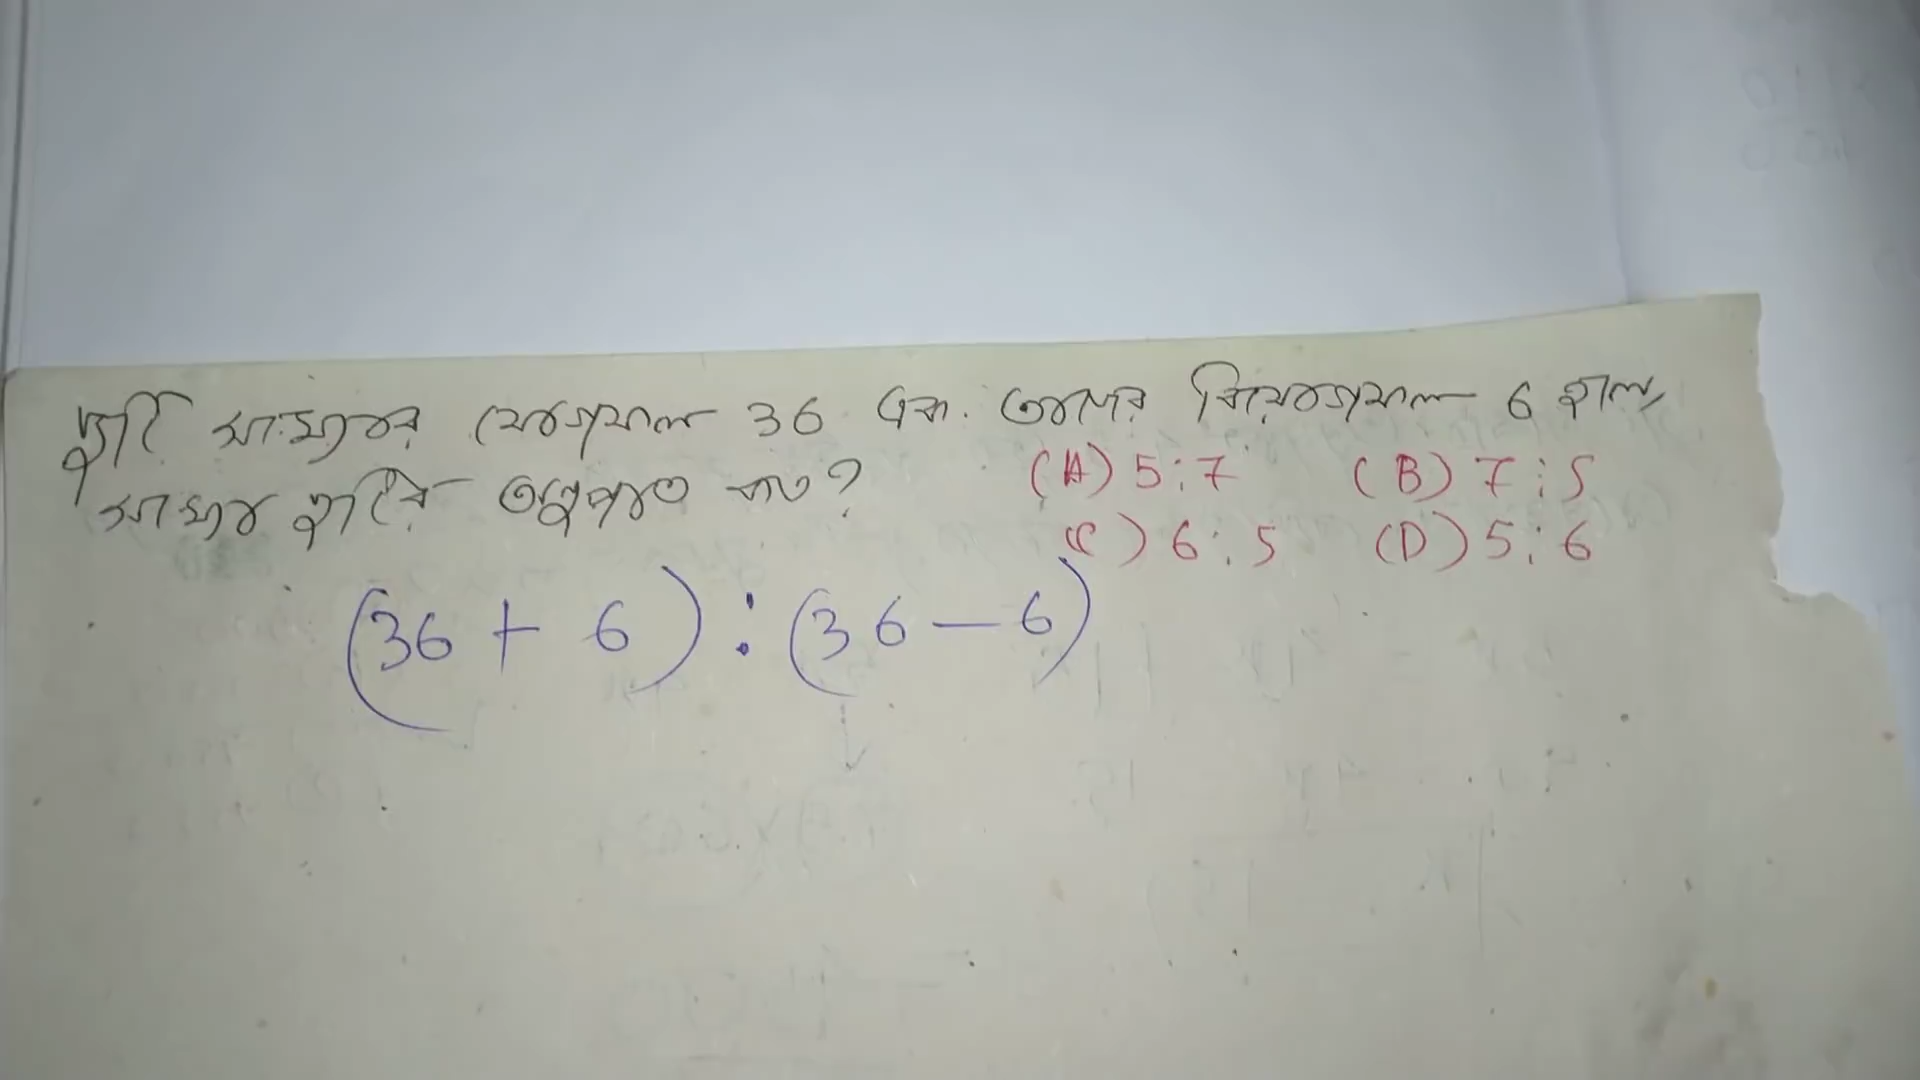 দুটি সংখ্যার যোগফল 36 এবং তাদের বিয়োগফল 6 হলে,
সংখ্যা দুটির অনুপাত কত?
(A) 5:7 (B) 7:5
(C) 6:5 (D) 5:6
(36 + 6) : (36 - 6)